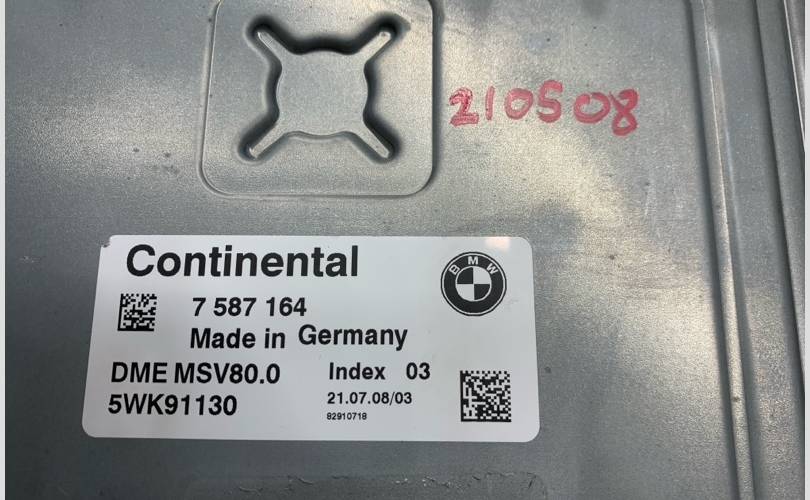 210508
Continental
BMW
7 587 164
Made in Germany
DME MSV80.0 Index 03
5WK91130 21.07.08/03
82910718